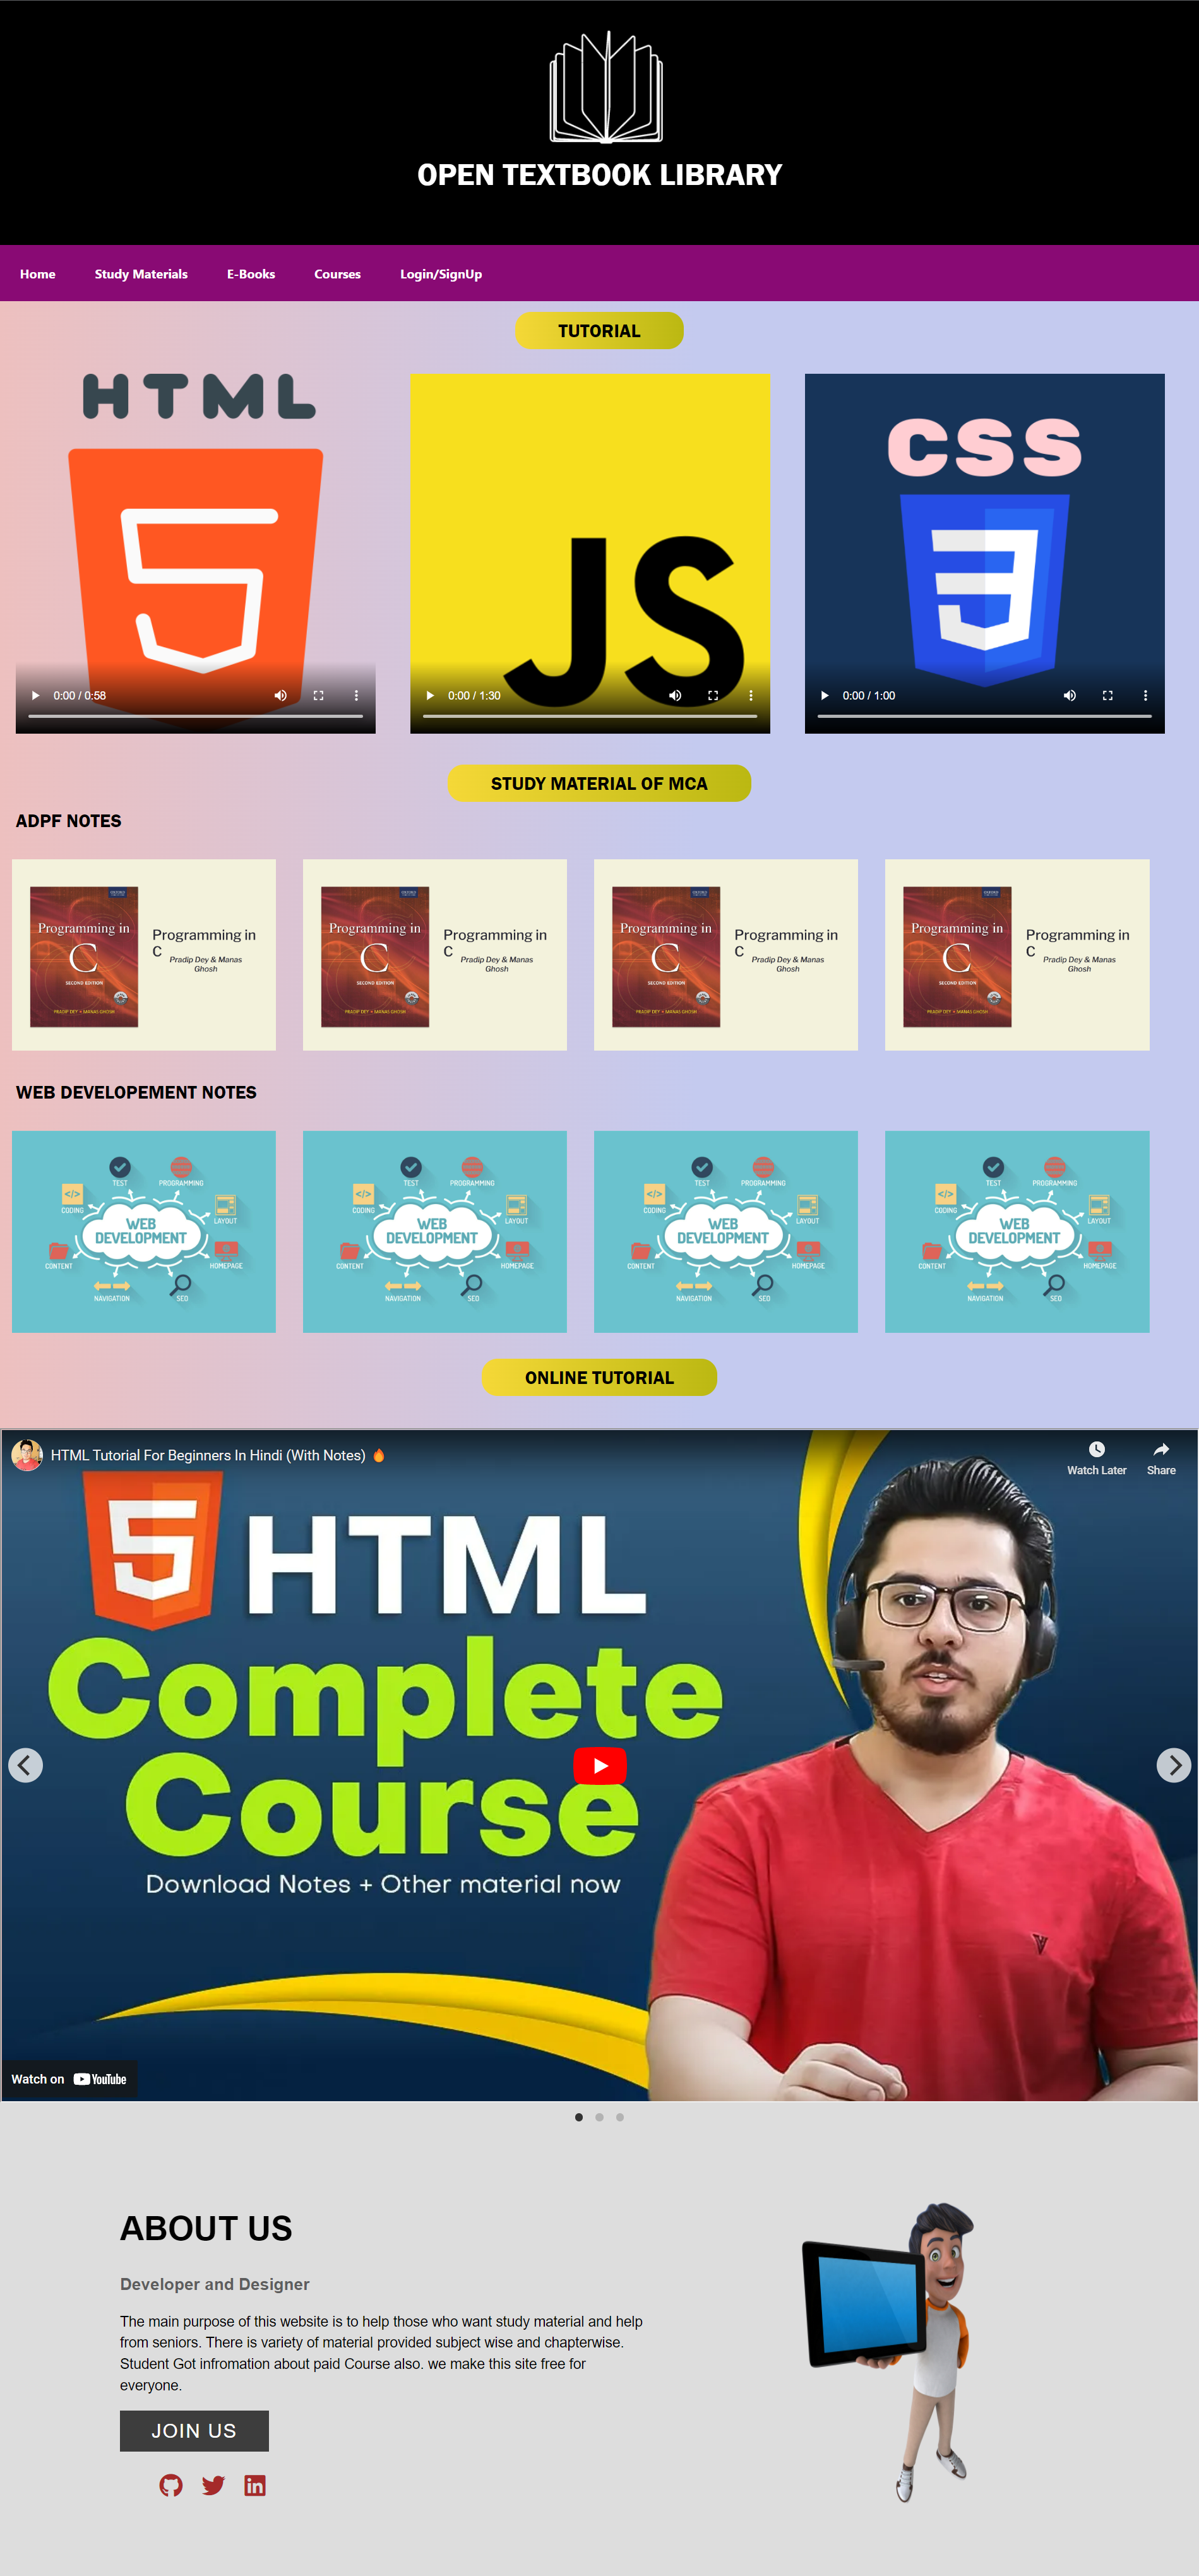 OPEN TEXTBOOK LIBRARY
Home Study Materials E-Books Courses Login/SignUp
TUTORIAL
HTML
5
0:00 / 0:58
JS
0:00 / 1:30
CSS
3
0:00 / 1:00
STUDY MATERIAL OF MCA
ADPF NOTES
OXFORD
Programming in
C
SECOND EDITION
PRADIP DEY • MANAS GHOSH
Programming in
C Pradip Dey & Manas
Ghosh
OXFORD
Programming in
C
SECOND EDITION
PRADIP DEY • MANAS GHOSH
Programming in
C Pradip Dey & Manas
Ghosh
OXFORD
Programming in
C
SECOND EDITION
PRADIP DEY • MANAS GHOSH
Programming in
C Pradip Dey & Manas
Ghosh
OXFORD
Programming in
C
SECOND EDITION
PRADIP DEY • MANAS GHOSH
Programming in
C Pradip Dey & Manas
Ghosh
WEB DEVELOPEMENT NOTES
TEST PROGRAMMING
</>
CODING LAYOUT
WEB
DEVELOPMENT
CONTENT HOMEPAGE
NAVIGATION SEO
TEST PROGRAMMING
</>
CODING LAYOUT
WEB
DEVELOPMENT
CONTENT HOMEPAGE
NAVIGATION SEO
TEST PROGRAMMING
</>
CODING LAYOUT
WEB
DEVELOPMENT
CONTENT HOMEPAGE
NAVIGATION SEO
TEST PROGRAMMING
</>
CODING LAYOUT
WEB
DEVELOPMENT
CONTENT HOMEPAGE
NAVIGATION SEO
ONLINE TUTORIAL
HTML Tutorial For Beginners In Hindi (With Notes) 🔥
Watch Later Share
5 HTML
Complete
Course
Download Notes + Other material now
Watch on YouTube
ABOUT US
Developer and Designer
The main purpose of this website is to help those who want study material and help
from seniors. There is variety of material provided subject wise and chapterwise.
Student Got infromation about paid Course also. we make this site free for
everyone.
JOIN US
in